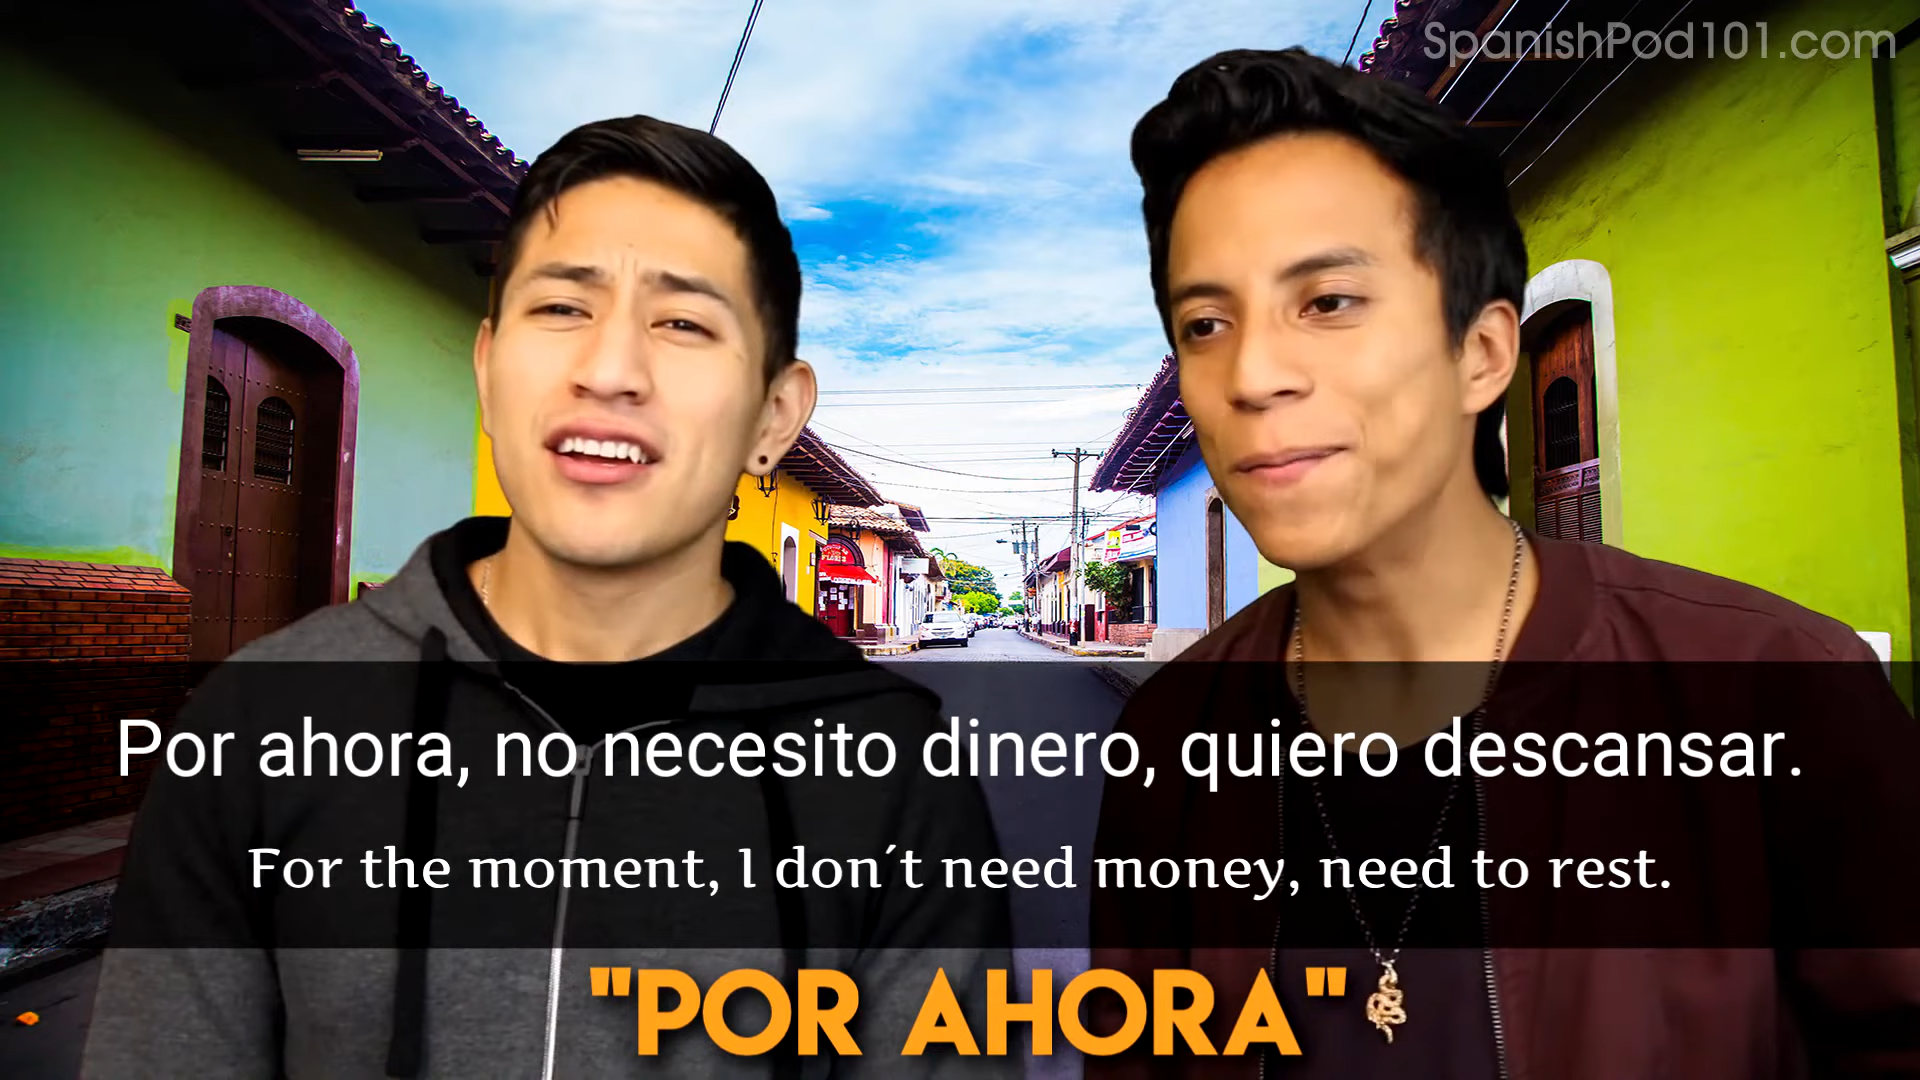 SpanishPod101.com
Por ahora, no necesito dinero, quiero descansar.
For the moment, I don´t need money, need to rest.
"POR AHORA"